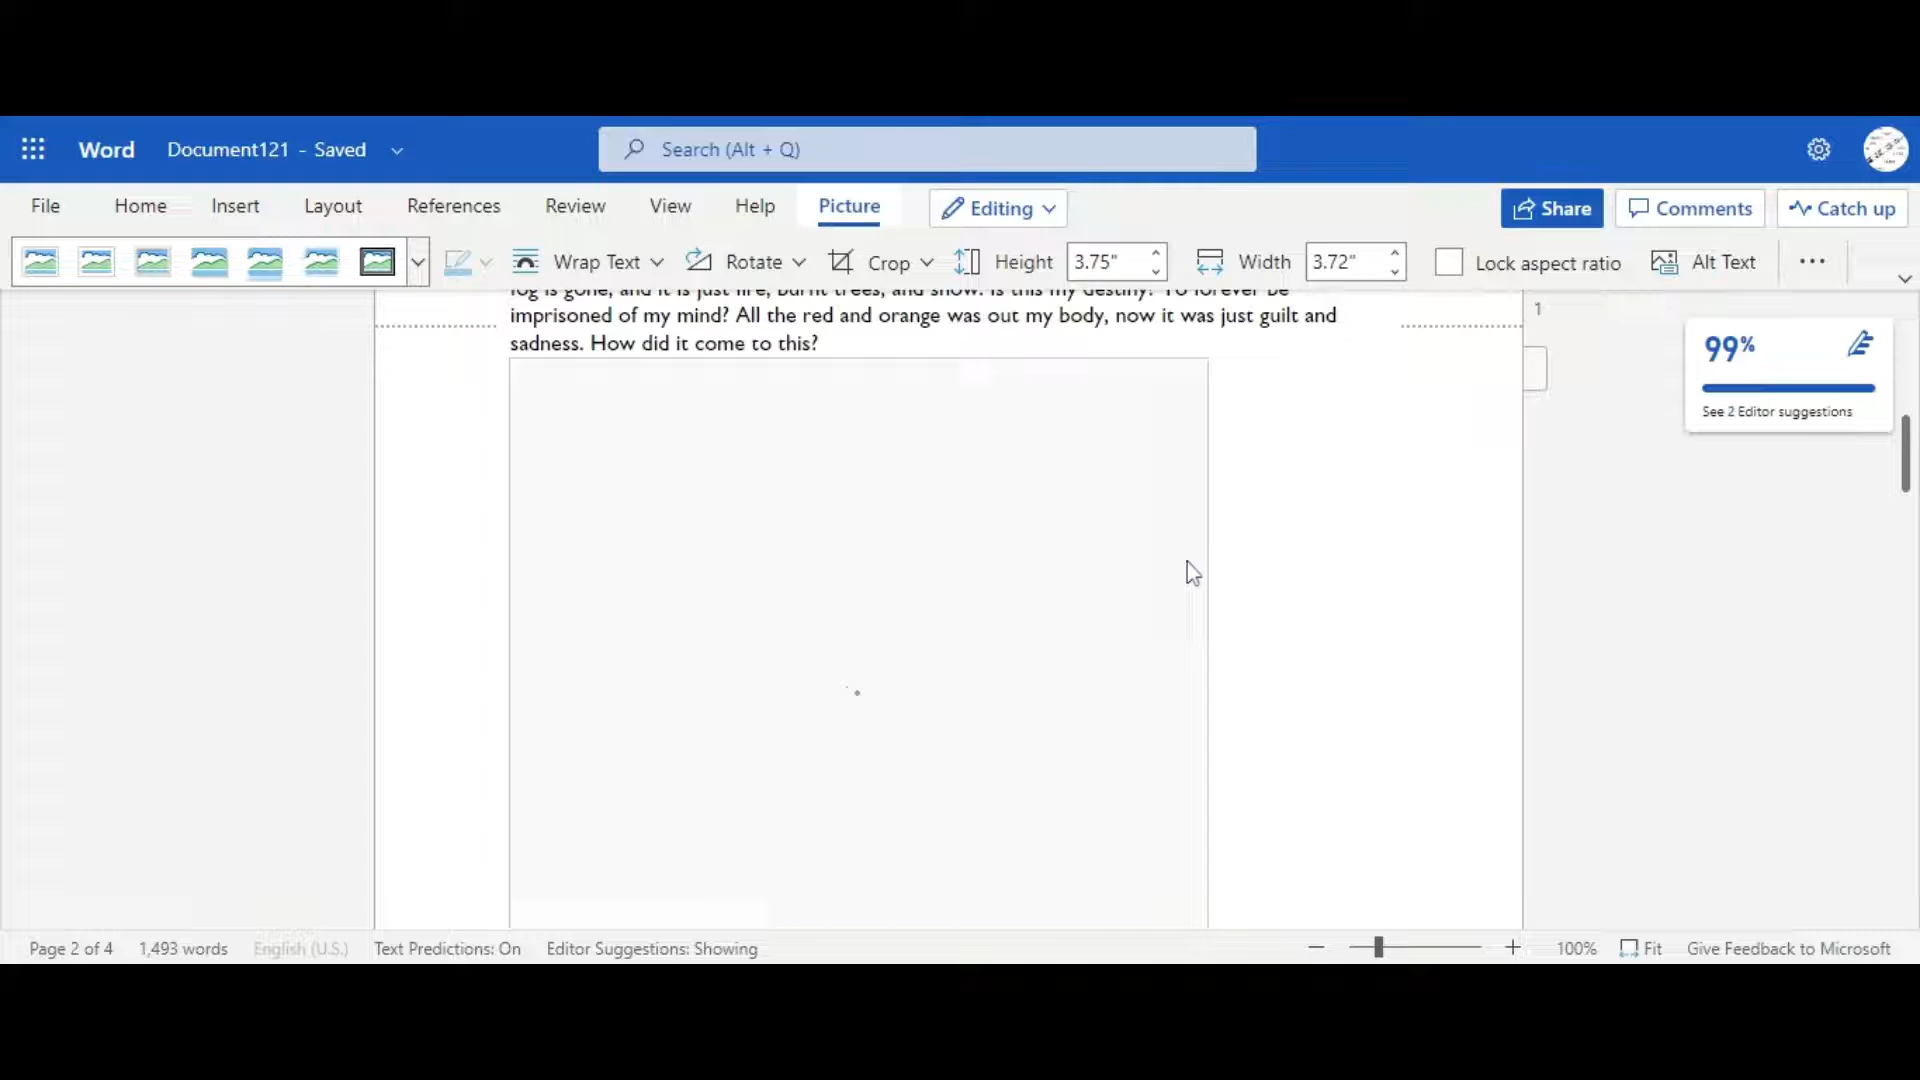 Word Document121 - Saved Search (Alt + Q)
File Home Insert Layout References Review View Help Picture Editing Share Comments Catch up
Wrap Text Rotate Crop Height 3.75" Width 3.72" Lock aspect ratio Alt Text
fog is gone, and it is just fire, burnt trees, and snow. Is this my destiny? To forever be
imprisoned of my mind? All the red and orange was out my body, now it was just guilt and
sadness. How did it come to this?
1
99%
See 2 Editor suggestions
Page 2 of 4 1,493 words English (U.S.) Text Predictions: On Editor Suggestions: Showing 100% Fit Give Feedback to Microsoft